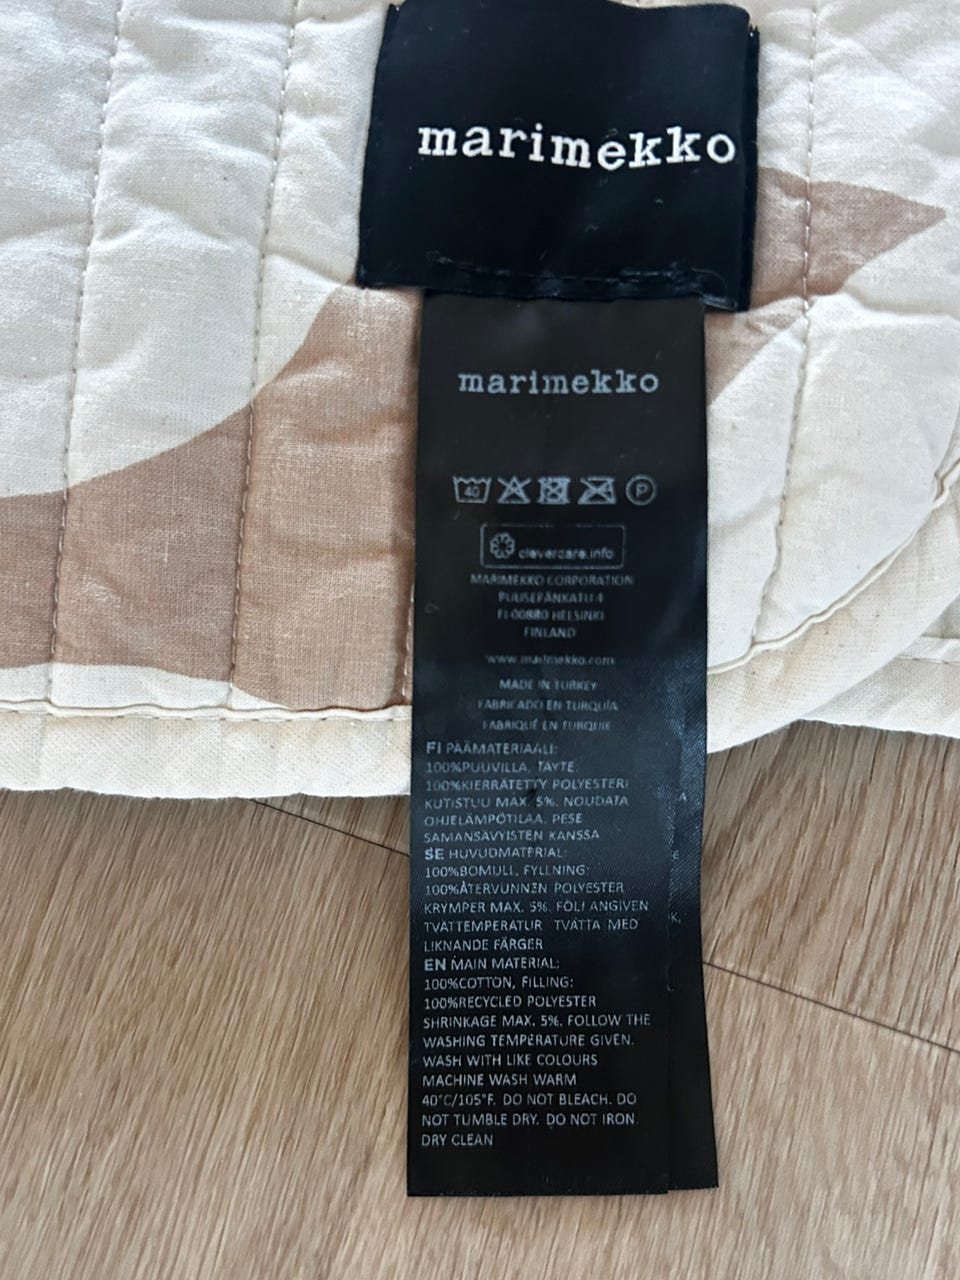 marimekko
marimekko
40 P
clevercare.info
MARIMEKKO CORPORATION
PUUSEPÄNKATU 4
FI-00880 HELSINKI
FINLAND
www.marimekko.com
MADE IN TURKEY
FABRICADO EN TURQUÍA
FABRIQUÉ EN TURQUIE
FI PÄÄMATERIAALI:
100%PUUVILLA, TÄYTE:
100%KIERRÄTETTY POLYESTERI
KUTISTUU MAX. 5%. NOUDATA
OHJELÄMPÖTILAA, PESE
SAMANSÄVYISTEN KANSSA
SE HUVUDMATERIAL:
100%BOMULL, FYLLNING:
100%ÅTERVUNNEN POLYESTER
KRYMPER MAX. 5%. FÖLJ ANGIVEN
TVÄTTEMPERATUR TVÄTTA MED
LIKNANDE FÄRGER
EN MAIN MATERIAL:
100%COTTON, FILLING:
100%RECYCLED POLYESTER
SHRINKAGE MAX. 5%, FOLLOW THE
WASHING TEMPERATURE GIVEN.
WASH WITH LIKE COLOURS
MACHINE WASH WARM
40°C/105°F. DO NOT BLEACH. DO
NOT TUMBLE DRY. DO NOT IRON
DRY CLEAN